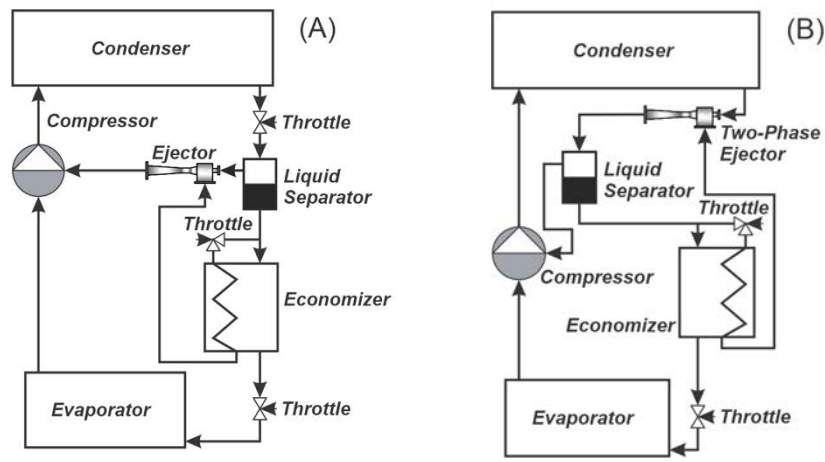 (A)
Condenser
Compressor
Throttle
Ejector
Liquid
Separator
Throttle
Economizer
Evaporator
Throttle
(B)
Condenser
Two-Phase
Ejector
Liquid
Separator
Throttle
Compressor
Economizer
Evaporator
Throttle